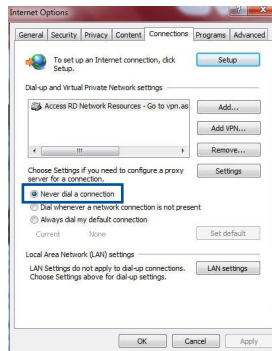 Internet Options
General Security Privacy Content Connections Programs Advanced
To set up an Internet connection, click Setup.
Setup
Dial-up and Virtual Private Network settings
Access RD Network Resources - Go to vpn.as
Add...
Add VPN...
Remove...
Choose Settings if you need to configure a proxy
server for a connection.
Settings
Never dial a connection
Dial whenever a network connection is not present
Always dial my default connection
Current None
Set default
Local Area Network (LAN) settings
LAN Settings do not apply to dial-up connections.
Choose Settings above for dial-up settings.
LAN settings
OK Cancel Apply